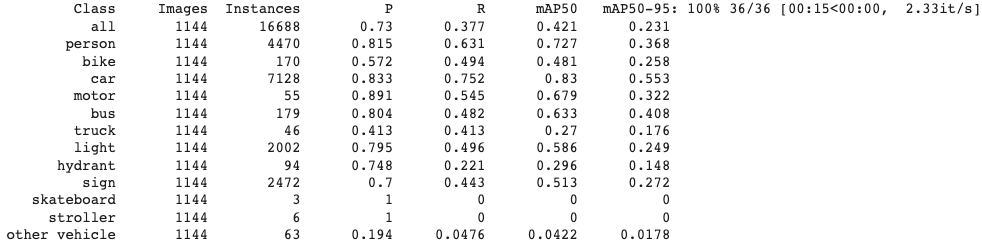 Class Images Instances P R mAP50 mAP50-95: 100% 36/36 [00:15<00:00, 2.33it/s]
all 1144 16688 0.73 0.377 0.421 0.231
person 1144 4470 0.815 0.631 0.727 0.368
bike 1144 170 0.572 0.494 0.481 0.258
car 1144 7128 0.833 0.752 0.83 0.553
motor 1144 55 0.891 0.545 0.679 0.322
bus 1144 179 0.804 0.482 0.633 0.408
truck 1144 46 0.413 0.413 0.27 0.176
light 1144 2002 0.795 0.496 0.586 0.249
hydrant 1144 94 0.748 0.221 0.296 0.148
sign 1144 2472 0.7 0.443 0.513 0.272
skateboard 1144 3 1 0 0 0
stroller 1144 6 1 0 0 0
other vehicle 1144 63 0.194 0.0476 0.0422 0.0178